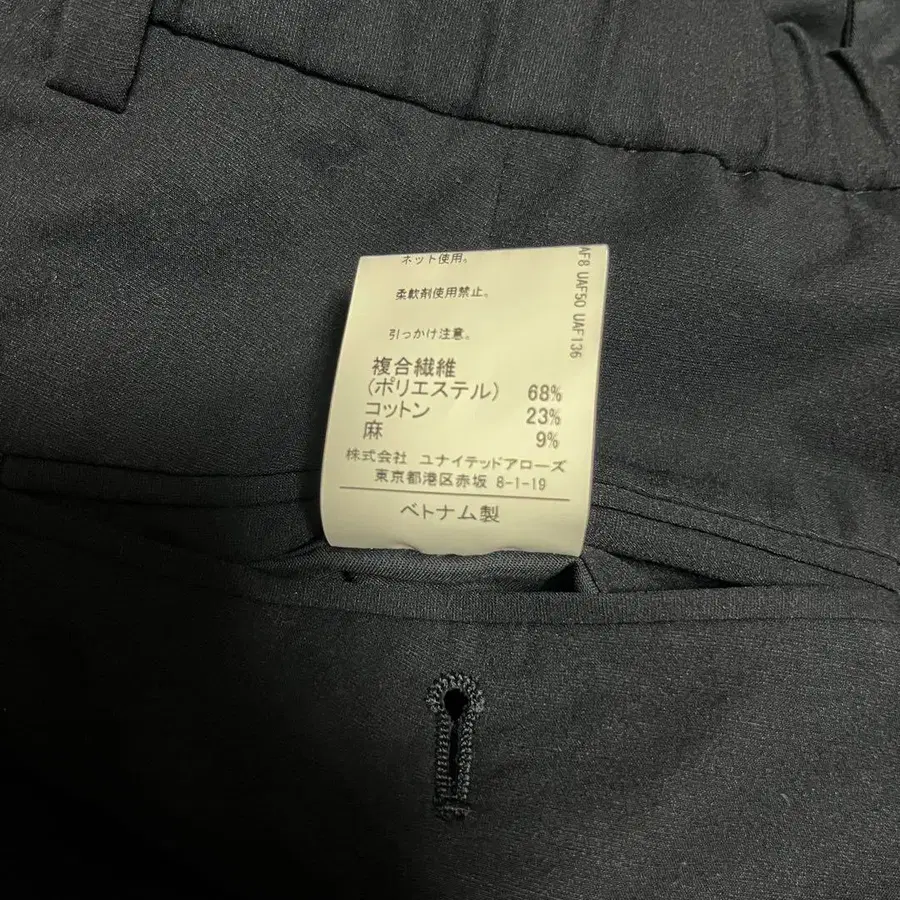 ネット使用。
柔軟剤使用禁止。
引っかけ注意。
複合繊維
(ポリエステル) 68%
コットン 23%
麻 9%
株式会社 ユナイテッドアローズ
東京都港区赤坂 8-1-19
ベトナム製
AF8 UAF50 UAF136